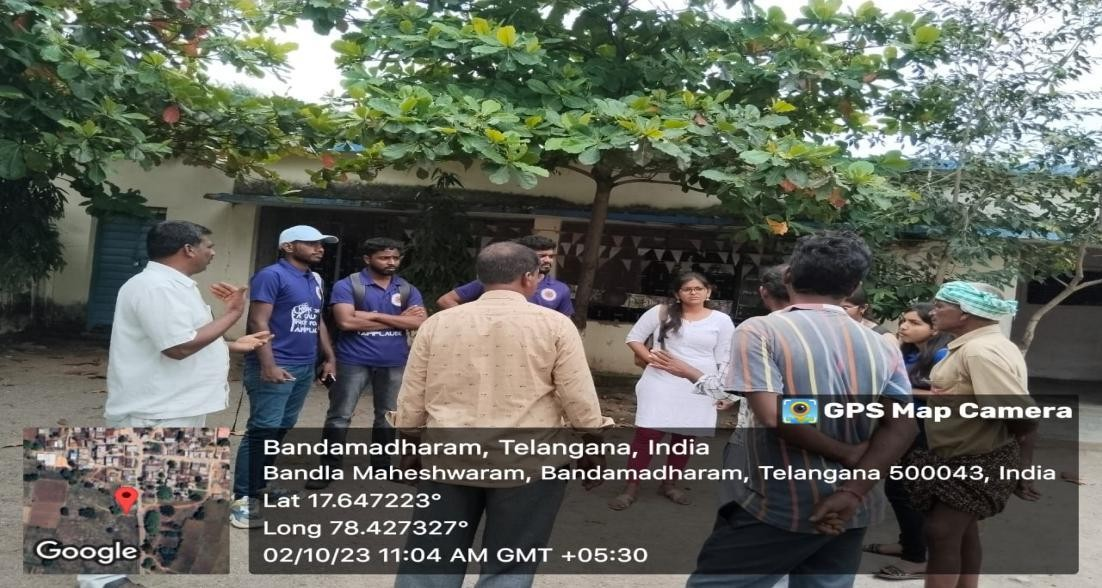 GPS Map Camera
Bandamadharam, Telangana, India
Bandla Maheshwaram, Bandamadharam, Telangana 500043, India
Lat 17.647223°
Long 78.427327°
02/10/23 11:04 AM GMT +05:30
Google